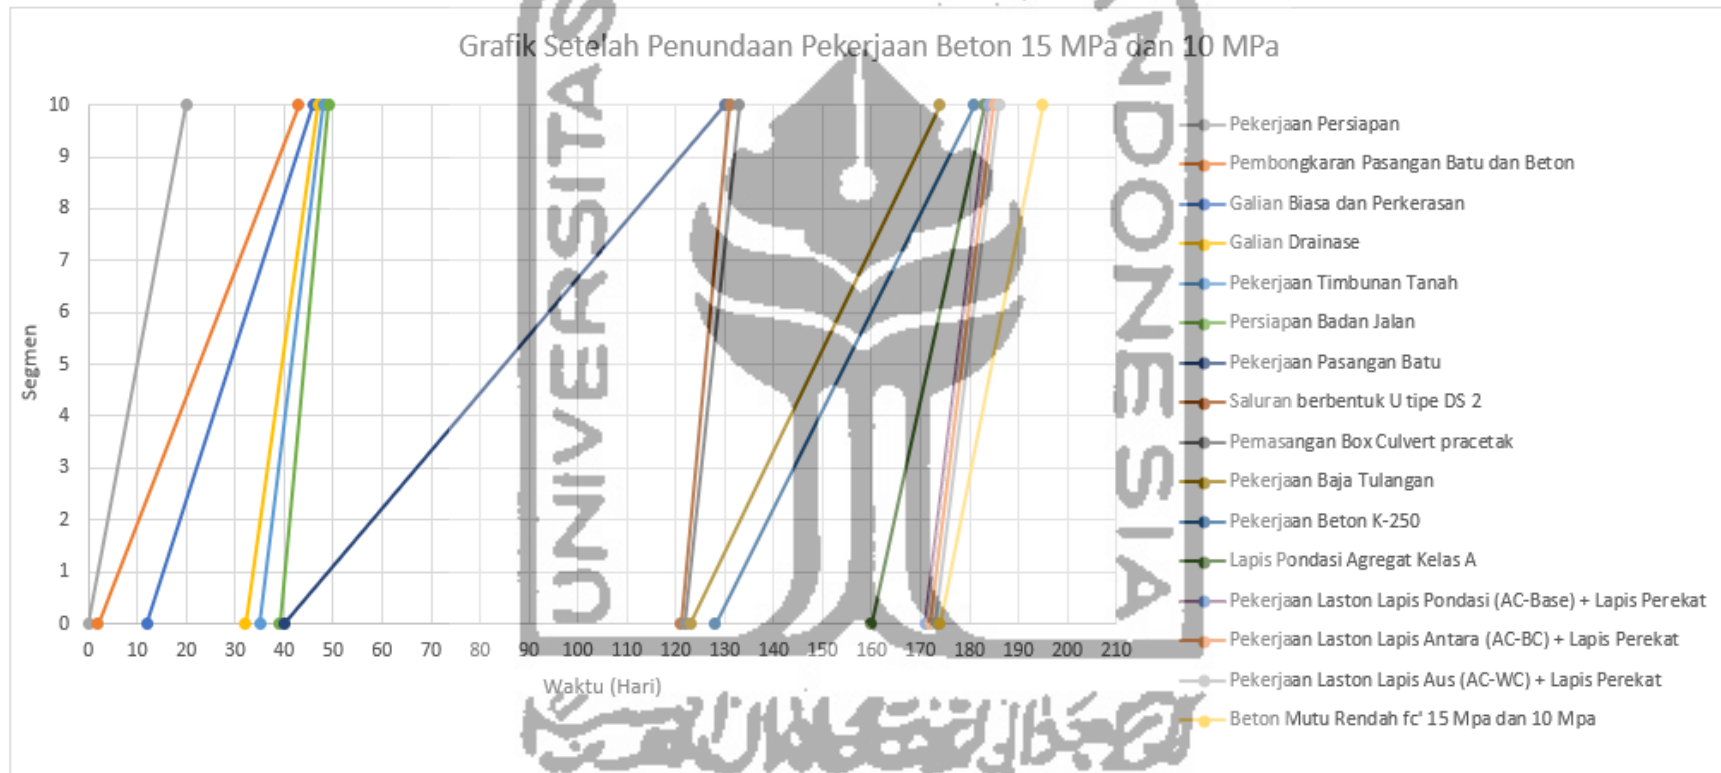 Grafik Setelah Penundaan Pekerjaan Beton 15 MPa dan 10 MPa
10
9
8
7
6
5
4
3
2
1
0
Segmen
0 10 20 30 40 50 60 70 80 90 100 110 120 130 140 150 160 170 180 190 200 210
Waktu (Hari)
Pekerjaan Persiapan
Pembongkaran Pasangan Batu dan Beton
Galian Biasa dan Perkerasan
Galian Drainase
Pekerjaan Timbunan Tanah
Persiapan Badan Jalan
Pekerjaan Pasangan Batu
Saluran berbentuk U tipe DS 2
Pemasangan Box Culvert pracetak
Pekerjaan Baja Tulangan
Pekerjaan Beton K-250
Lapis Pondasi Agregat Kelas A
Pekerjaan Laston Lapis Pondasi (AC-Base) + Lapis Perekat
Pekerjaan Laston Lapis Antara (AC-BC) + Lapis Perekat
Pekerjaan Laston Lapis Aus (AC-WC) + Lapis Perekat
Beton Mutu Rendah fc' 15 Mpa dan 10 Mpa
UNIVERSITAS
NDONESIA